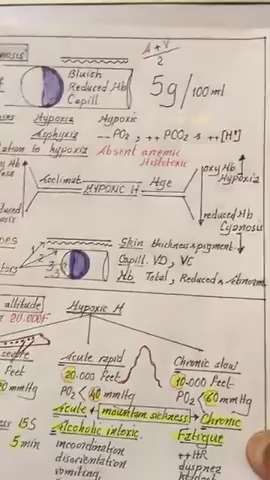 A+V
2
Bluish
Reduced Hb
Capill.
5g/100ml
Hypoxia Hypoxic
Asphyxia _ PO₂, ++ PCO₂ & ++[H⁺]
ation to hypoxia Absent anemic
Histotoxic
Acclimat. HYPOXIC H Age
oxy Hb
Hypoxia
reduced Hb
Cyanosis
Skin thickness & pigment
Capill. VD, VC
Hb Total, Reduced & abnorm
altitude
Hypoxic H
20.000F
Acute rapid
20.000 Feet
PO₂ < 40 mmHg
Chronic slow
10.000 Feet
PO₂ < 60 mmHg
mmHg
Acute mountain sickness Chronic
15S
5 min
Alcoholic intoxic.
incoordination
disorientation
vomiting
Fatigue
++HR
dyspnea